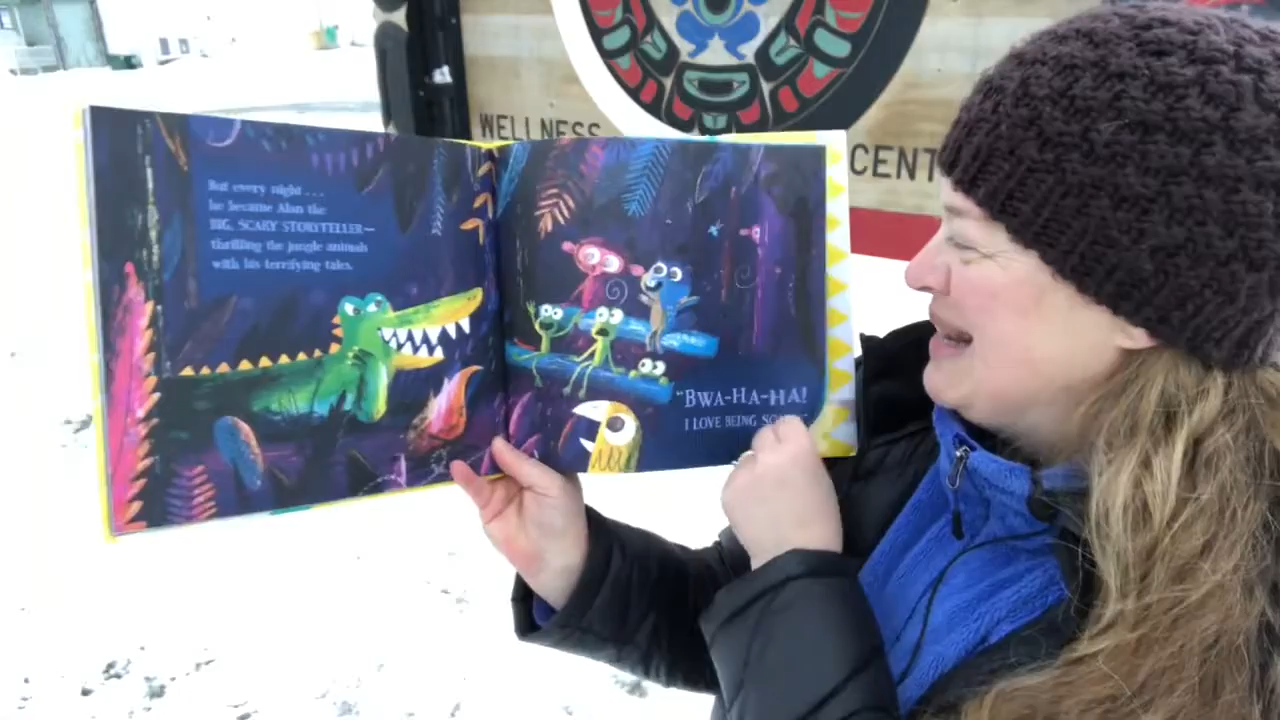 WELLNESS
CENT
But every night . . .
he became Alan the
BIG, SCARY STORYTELLER—
thrilling the jungle animals
with his terrifying tales.
"BWA-HA-HA!
I LOVE BEING